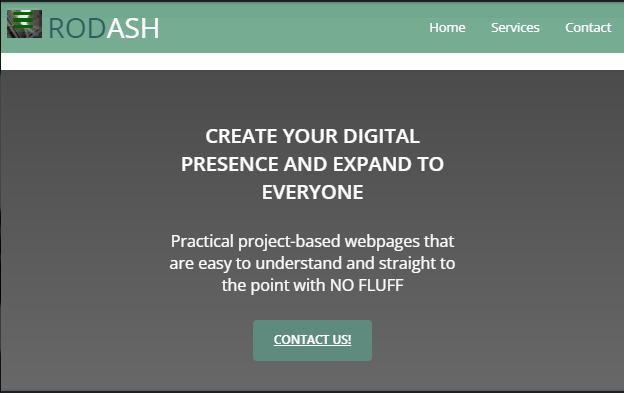 RODASH
Home Services Contact
CREATE YOUR DIGITAL
PRESENCE AND EXPAND TO
EVERYONE
Practical project-based webpages that
are easy to understand and straight to
the point with NO FLUFF
CONTACT US!